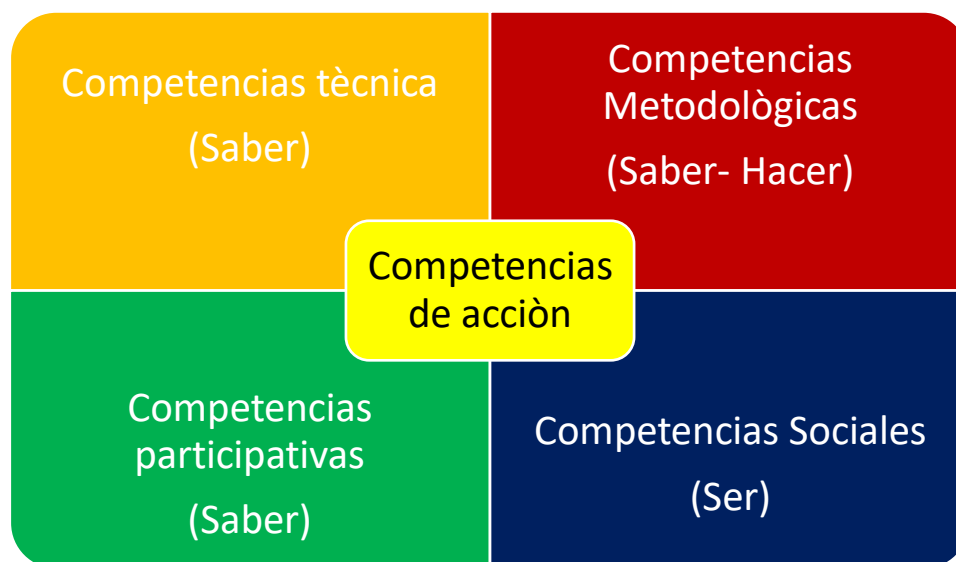 Competencias tècnica
(Saber)
Competencias
Metodològicas
(Saber- Hacer)
Competencias
de acciòn
Competencias
participativas
(Saber)
Competencias Sociales
(Ser)